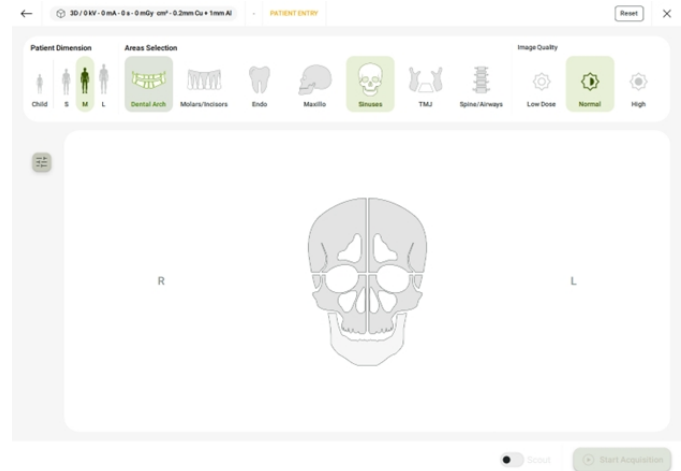 3D / 0 kV - 0 mA - 0 s - 0 mGy· cm² - 0.2mm Cu + 1mm Al
-
PATIENT ENTRY
Reset
Patient Dimension
Areas Selection
Image Quality
Child
S
M
L
Dental Arch
Molars/Incisors
Endo
Maxillo
Sinuses
TMJ
Spine/Airways
Low Dose
Normal
High
R
L
Scout
Start Acquisition